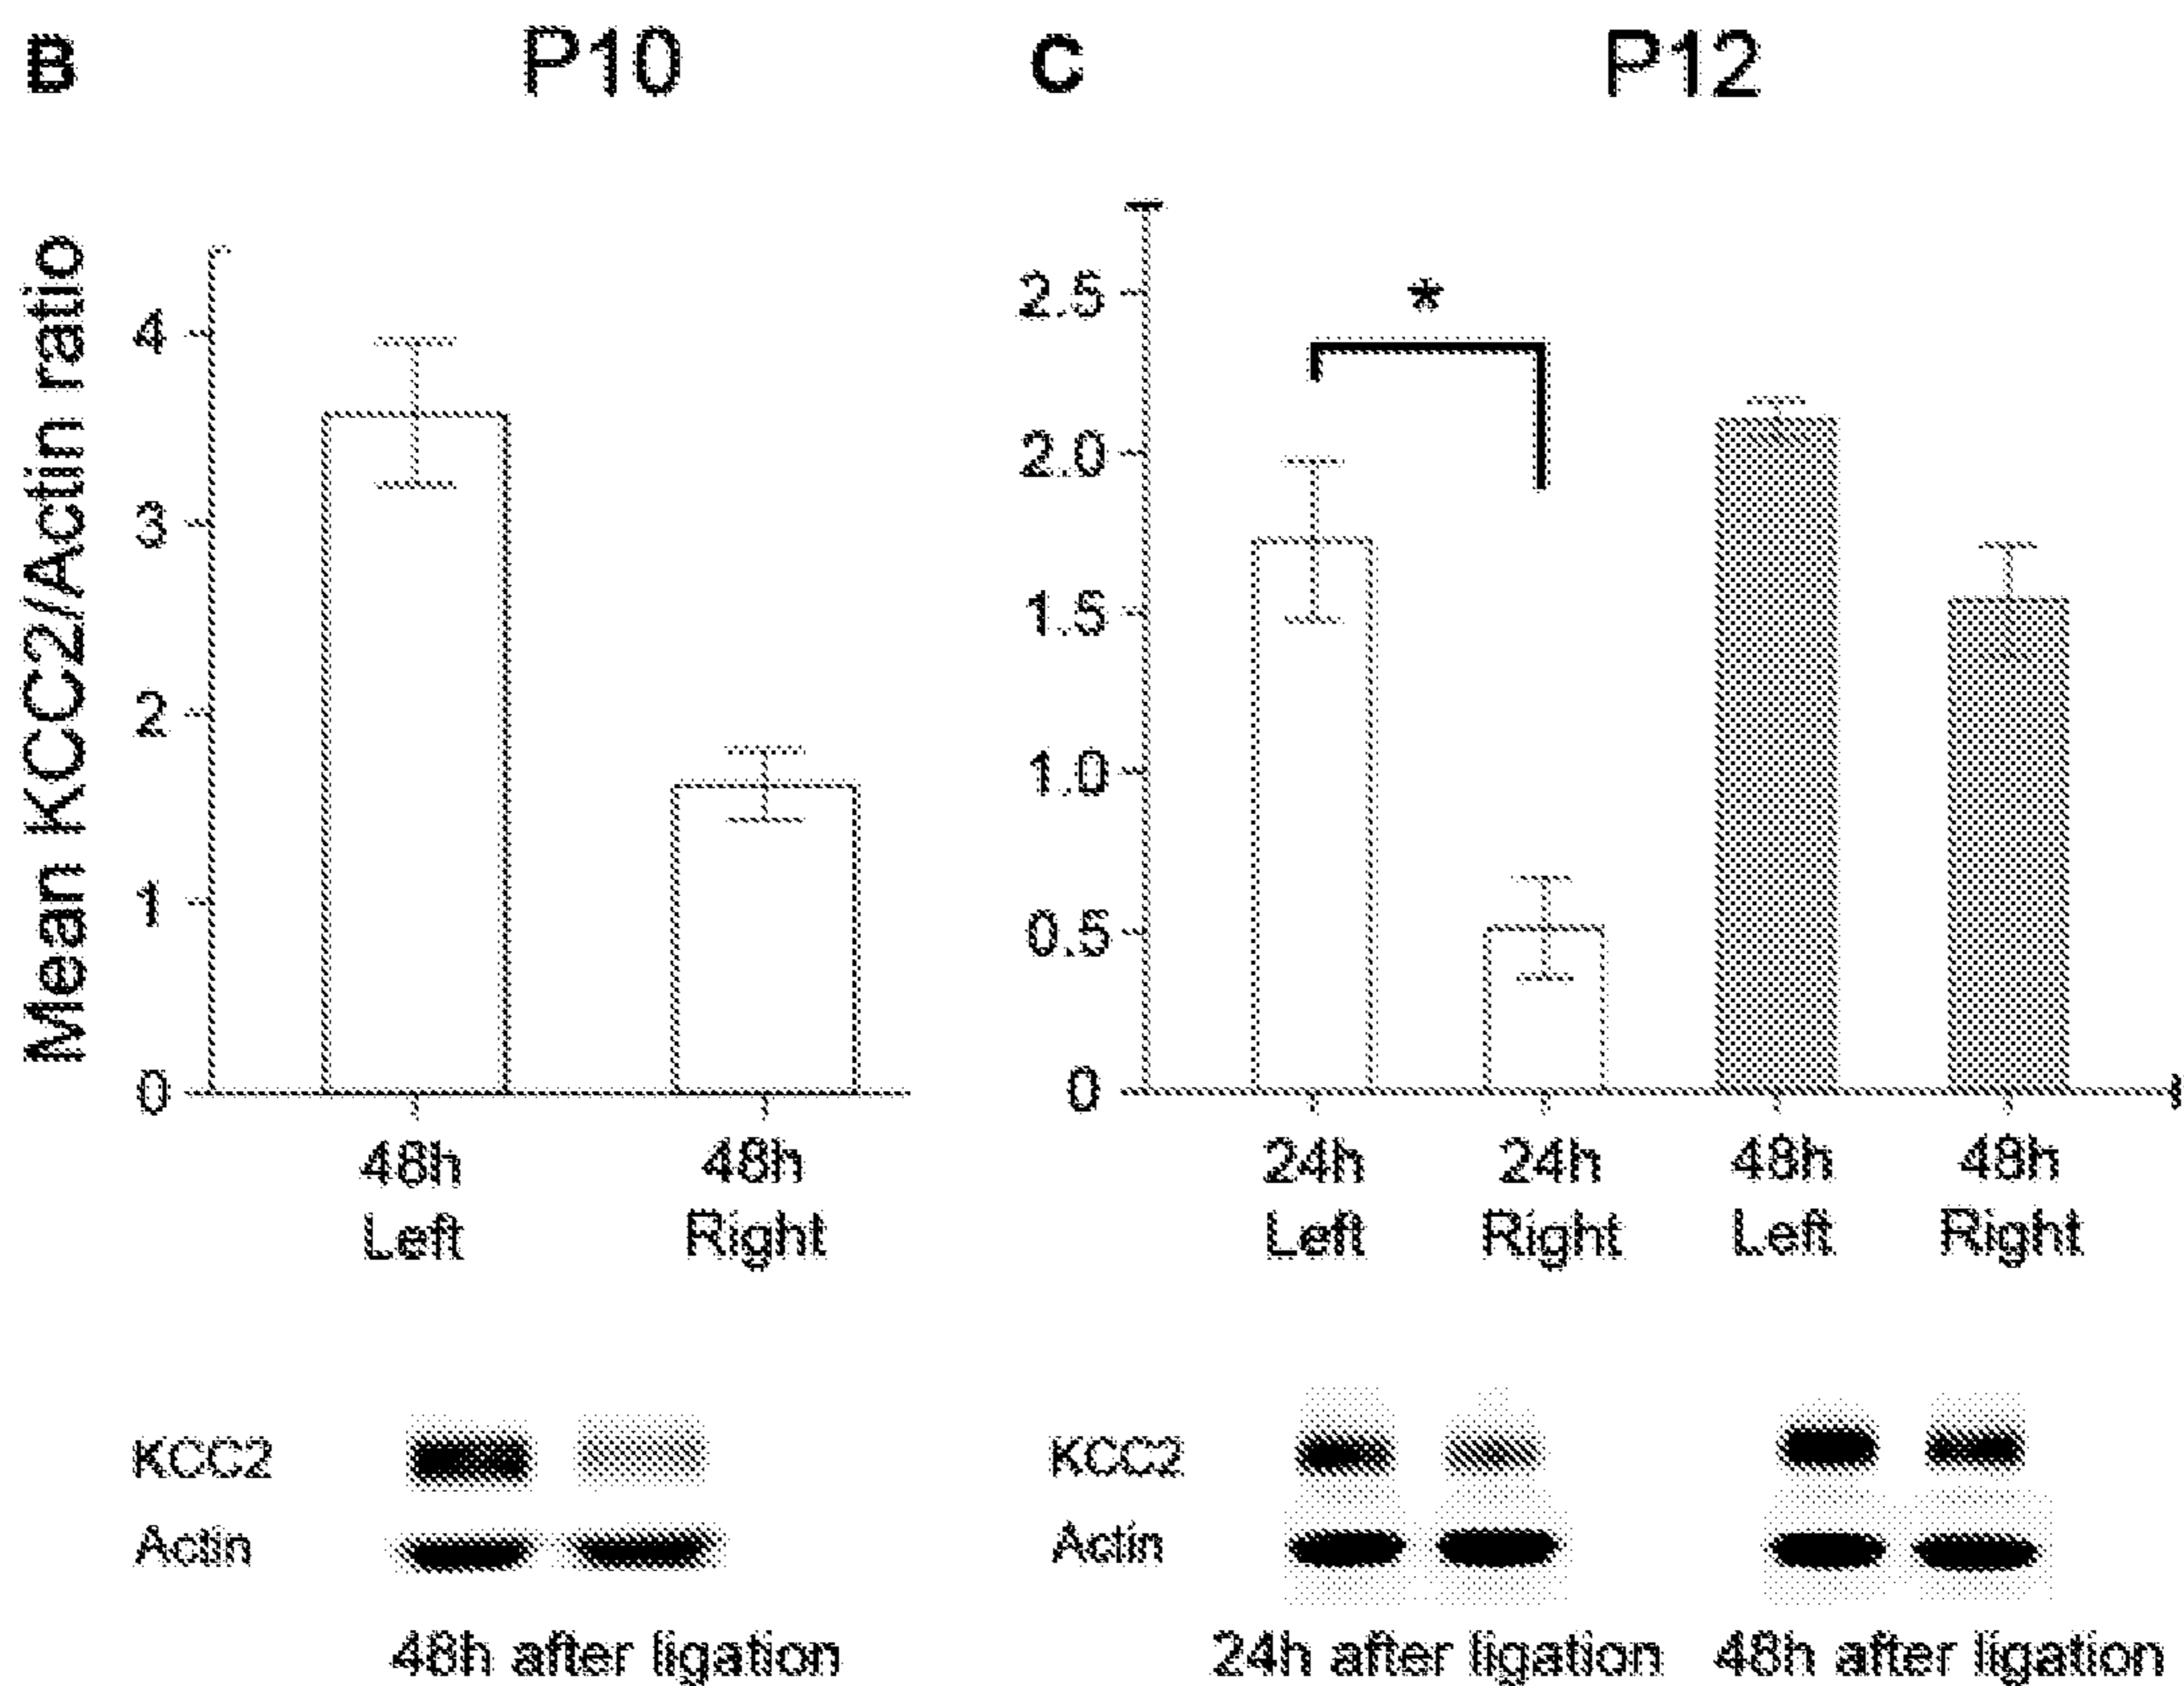 B P10
Mean KCC2/Actin ratio
4
3
2
1
0
48h Left
48h Right
KCC2
Actin
48h after ligation
C P12
*
2.5
2.0
1.5
1.0
0.5
0
24h Left
24h Right
48h Left
48h Right
KCC2
Actin
24h after ligation
48h after ligation